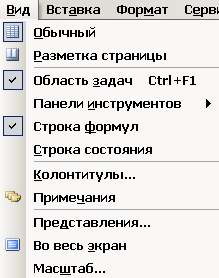 Вид Вставка Формат Серви
Обычный
Разметка страницы
Область задач Ctrl+F1
Панели инструментов
Строка формул
Строка состояния
Колонтитулы...
Примечания
Представления...
Во весь экран
Масштаб...